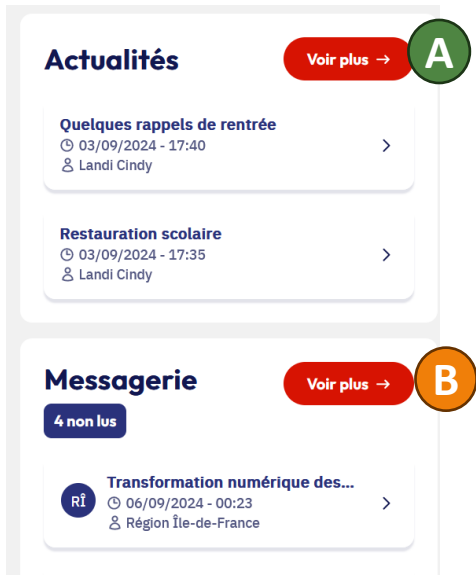 Actualités
Voir plus →
A
Quelques rappels de rentrée
03/09/2024 - 17:40
Landi Cindy
Restauration scolaire
03/09/2024 - 17:35
Landi Cindy
Messagerie
Voir plus →
B
4 non lus
RÎ
Transformation numérique des...
06/09/2024 - 00:23
Région Île-de-France